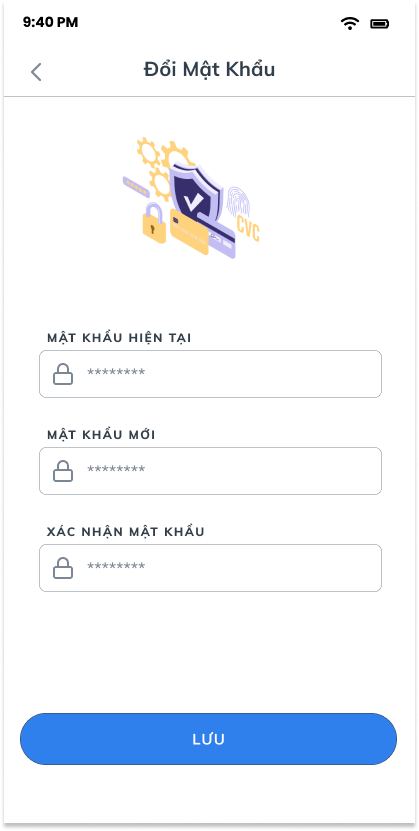 9:40 PM
Đổi Mật Khẩu
CVC
MẬT KHẨU HIỆN TẠI
********
MẬT KHẨU MỚI
********
XÁC NHẬN MẬT KHẨU
********
LƯU